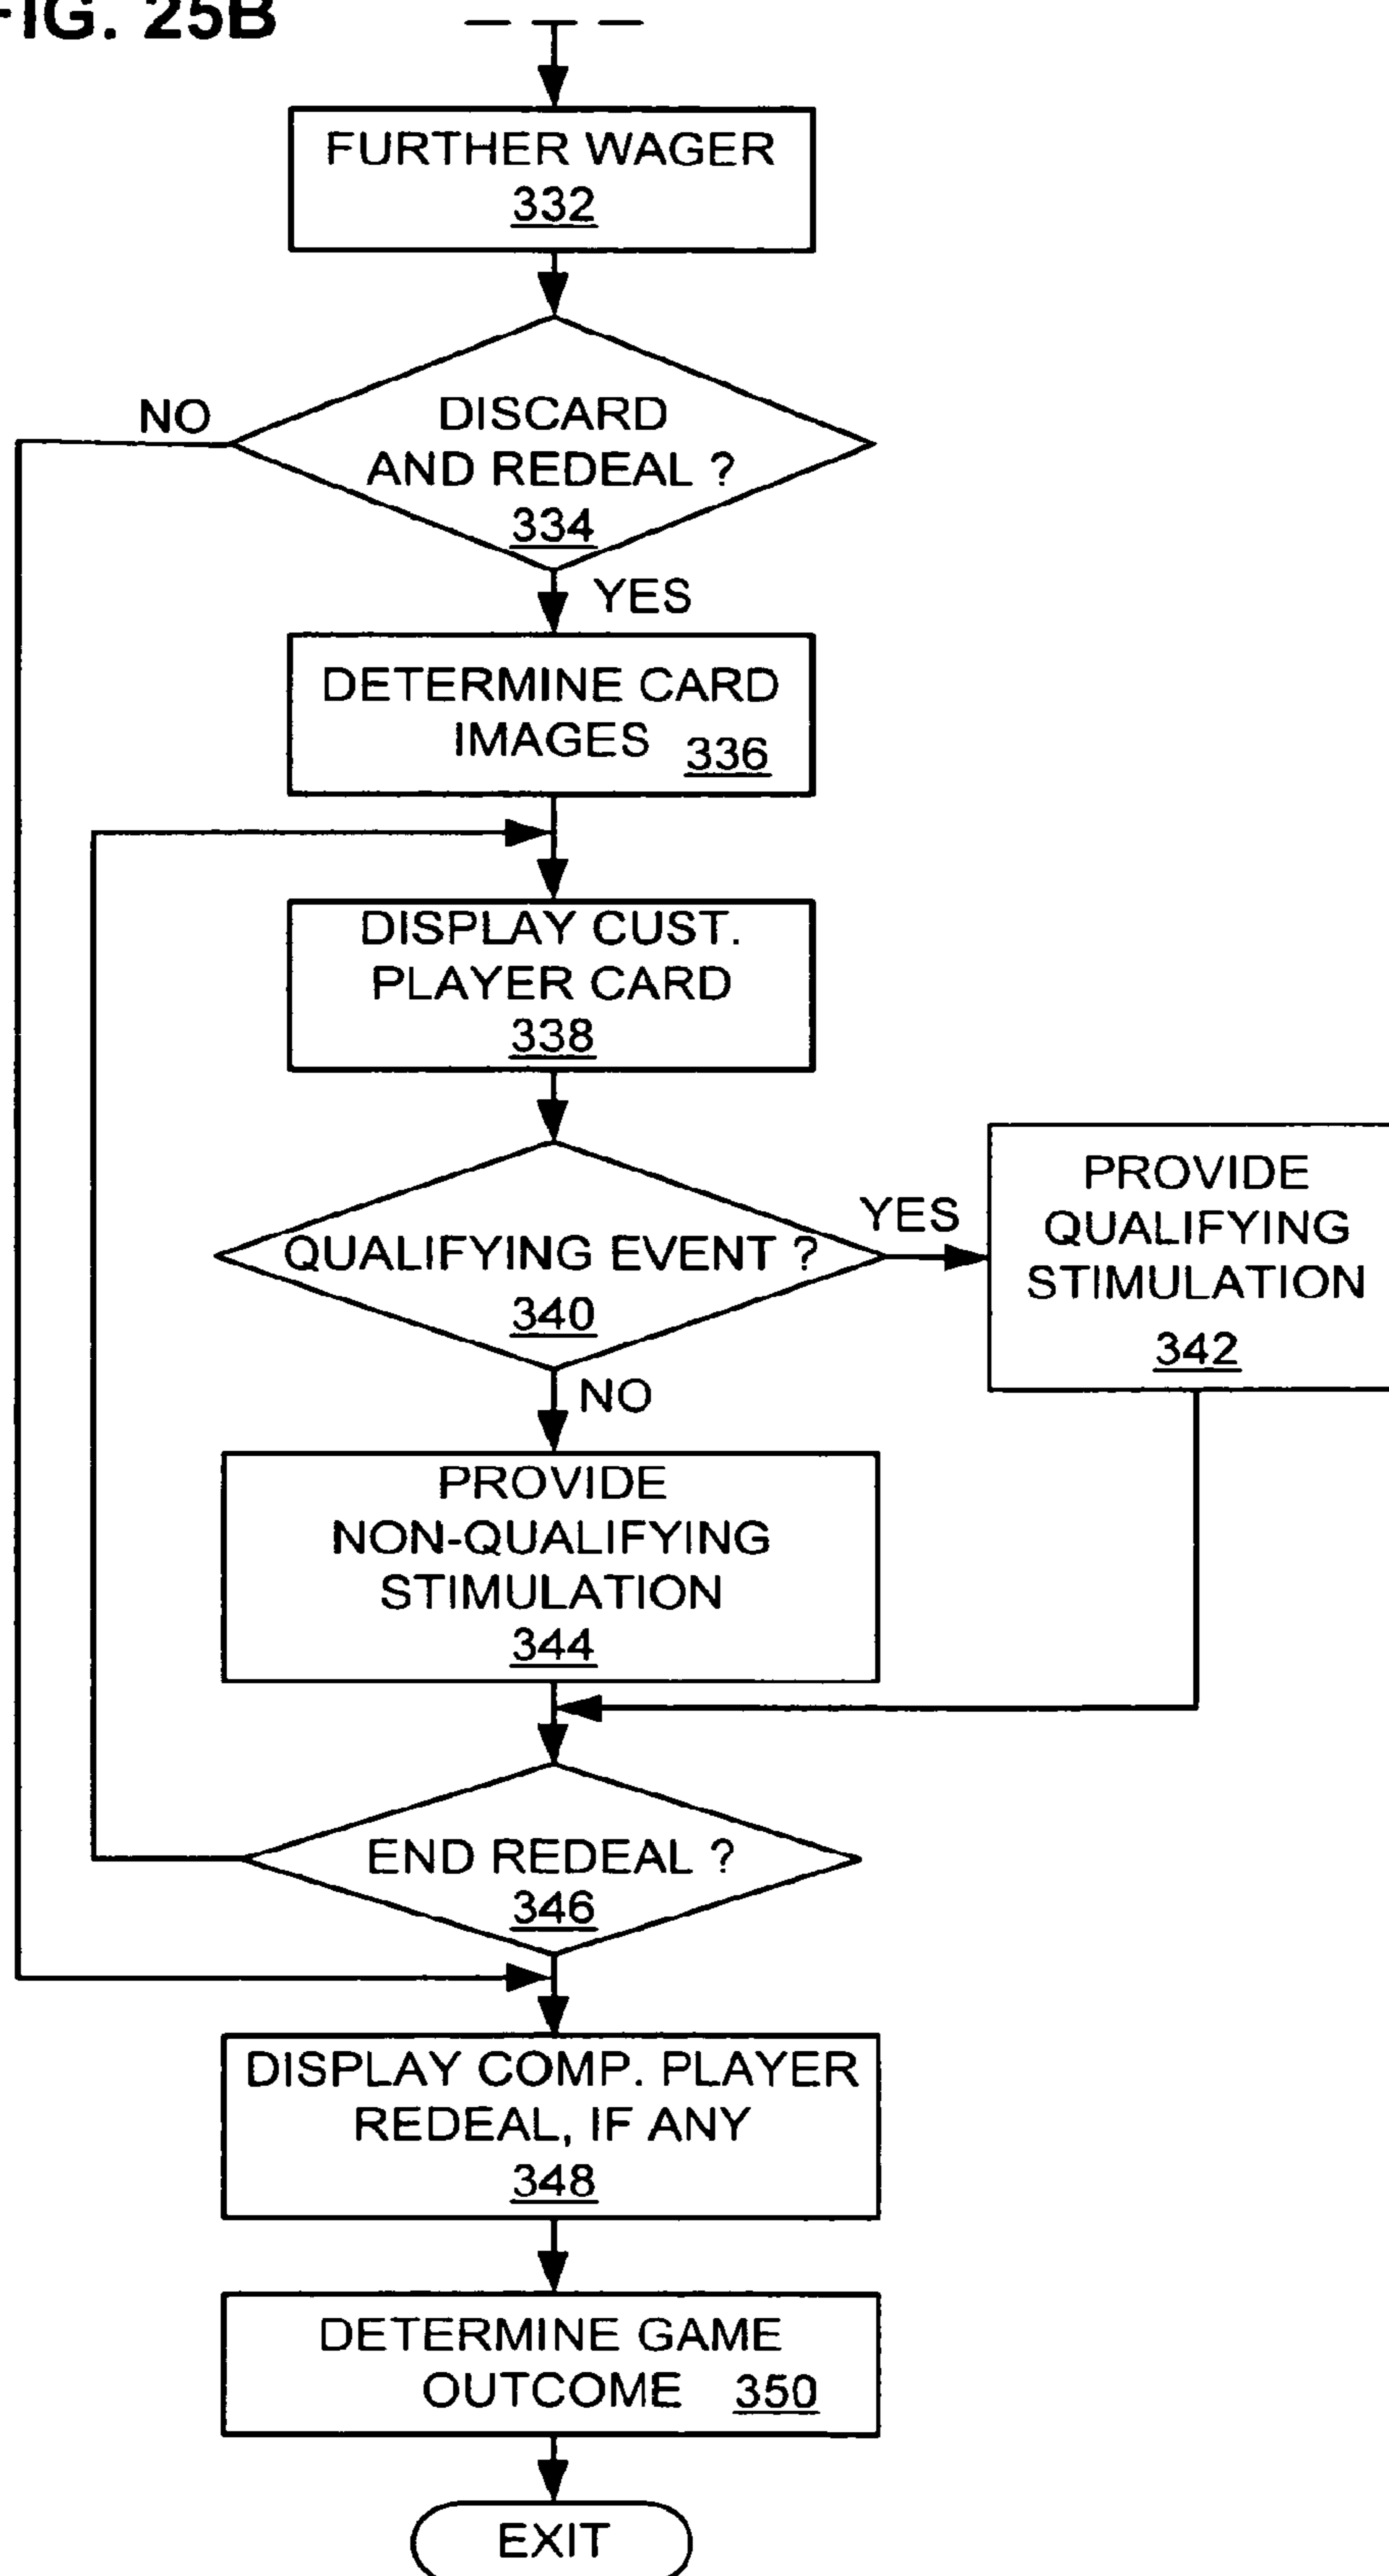 FIG. 25B
FURTHER WAGER
332
NO
DISCARD
AND REDEAL ?
334
YES
DETERMINE CARD
IMAGES 336
DISPLAY CUST.
PLAYER CARD
338
QUALIFYING EVENT ?
340
YES
PROVIDE
QUALIFYING
STIMULATION
342
NO
PROVIDE
NON-QUALIFYING
STIMULATION
344
END REDEAL ?
346
DISPLAY COMP. PLAYER
REDEAL, IF ANY
348
DETERMINE GAME
OUTCOME 350
EXIT